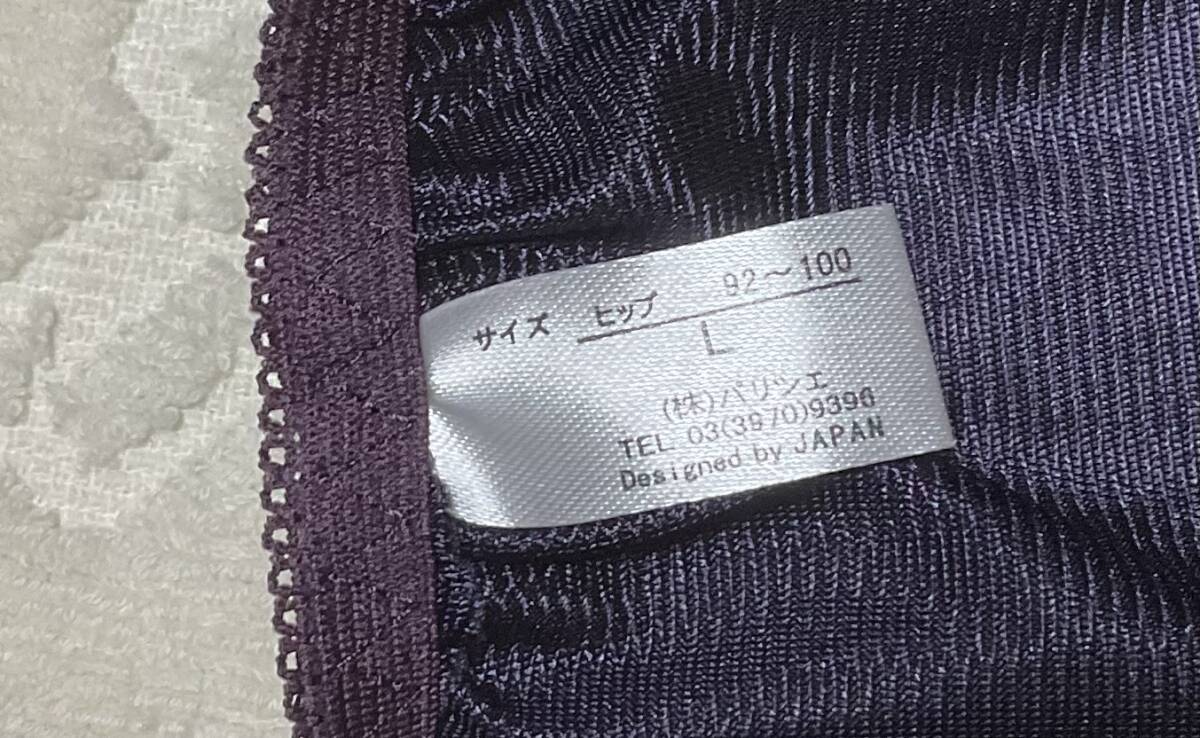 サイズ ヒップ 92～100
L
(株)パリツエ
TEL 03(3970)9396
Designed by JAPAN